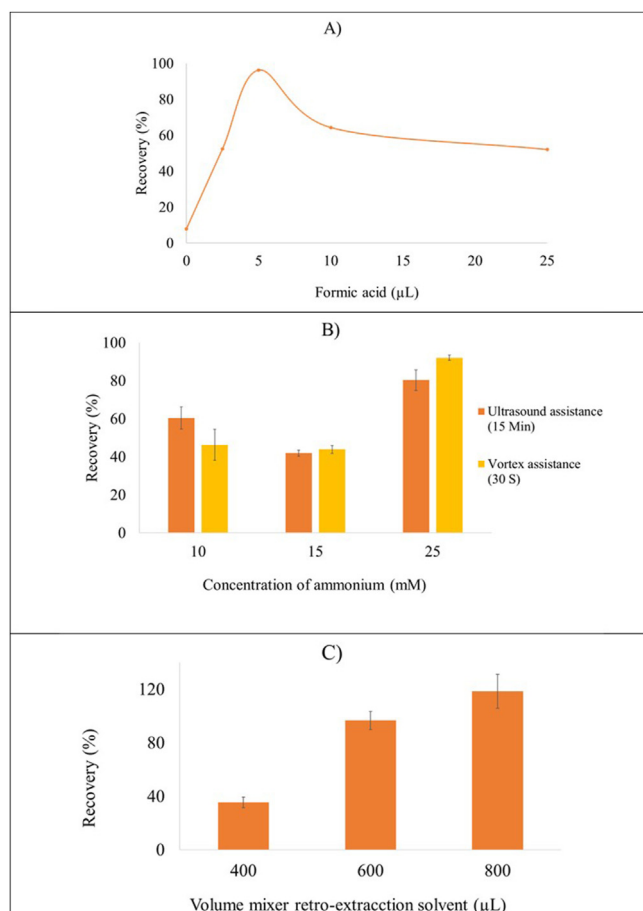 A)
100
80
60
40
20
0
Recovery (%)
0 5 10 15 20 25
Formic acid (µL)
B)
100
80
60
40
20
0
Recovery (%)
10 15 25
Concentration of ammonium (mM)
Ultrasound assistance
(15 Min)
Vortex assistance
(30 S)
C)
120
80
40
0
Recovery (%)
400 600 800
Volume mixer retro-extracction solvent (µL)